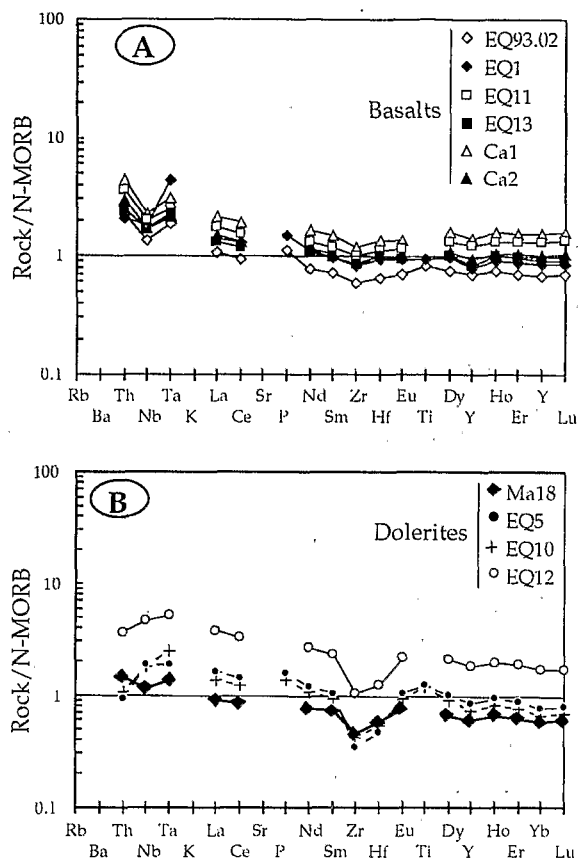 A
EQ93.02
EQ1
EQ11
EQ13
Ca1
Ca2
Basalts
Rock/N-MORB
100
10
1
0.1
Rb Th Ta La Sr Nd Zr Eu Dy Ho Y Lu
Ba Nb K Ce P Sm Hf Ti Y Er
B
Ma18
EQ5
EQ10
EQ12
Dolerites
Rock/N-MORB
100
10
1
0.1
Rb Th Ta La Sr Nd Zr Eu Dy Ho Yb Lu
Ba Nb K Ce P Sm Hf Ti Y Er